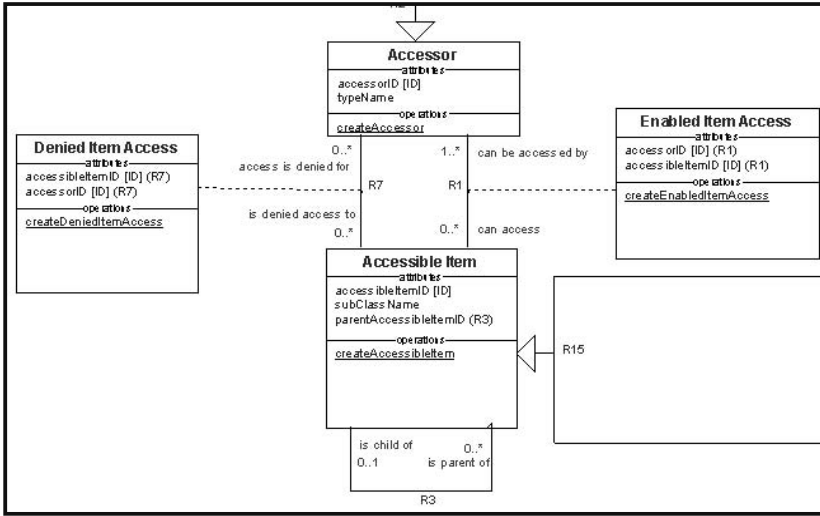 R2
Accessor
attributes
accessorID [ID]
typeName
operations
createAccessor
Denied Item Access
attributes
accessibleItemID [ID] (R7)
accessorID [ID] (R7)
operations
createDeniedItemAccess
Enabled Item Access
attributes
accessorID [ID] (R1)
accessibleItemID [ID] (R1)
operations
createEnabledItemAccess
0..*
access is denied for
1..*
can be accessed by
R7
R1
is denied access to
0..*
0..*
can access
Accessible Item
attributes
accessibleItemID [ID]
subClassName
parentAccessibleItemID (R3)
operations
createAccessibleItem
R15
is child of
0..1
0..*
is parent of
R3